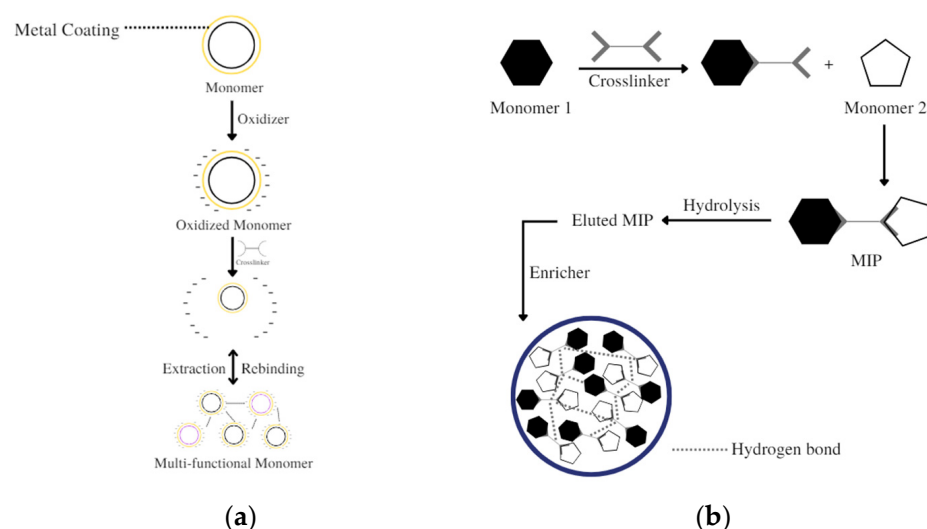 Metal Coating
Monomer
Oxidizer
Oxidized Monomer
Crosslinker
Extraction
Rebinding
Multi-functional Monomer
(a)
Monomer 1
Crosslinker
+
Monomer 2
MIP
Hydrolysis
Eluted MIP
Enricher
Hydrogen bond
(b)